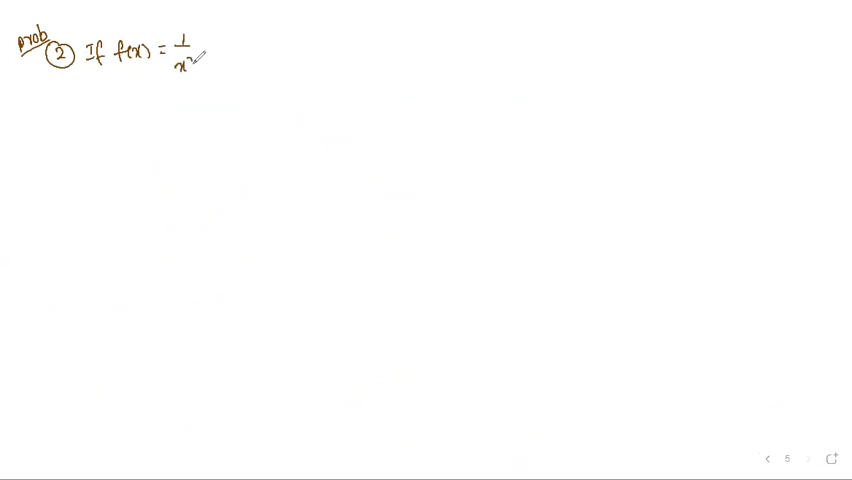 prob
② If f(x) = 1/x²
5